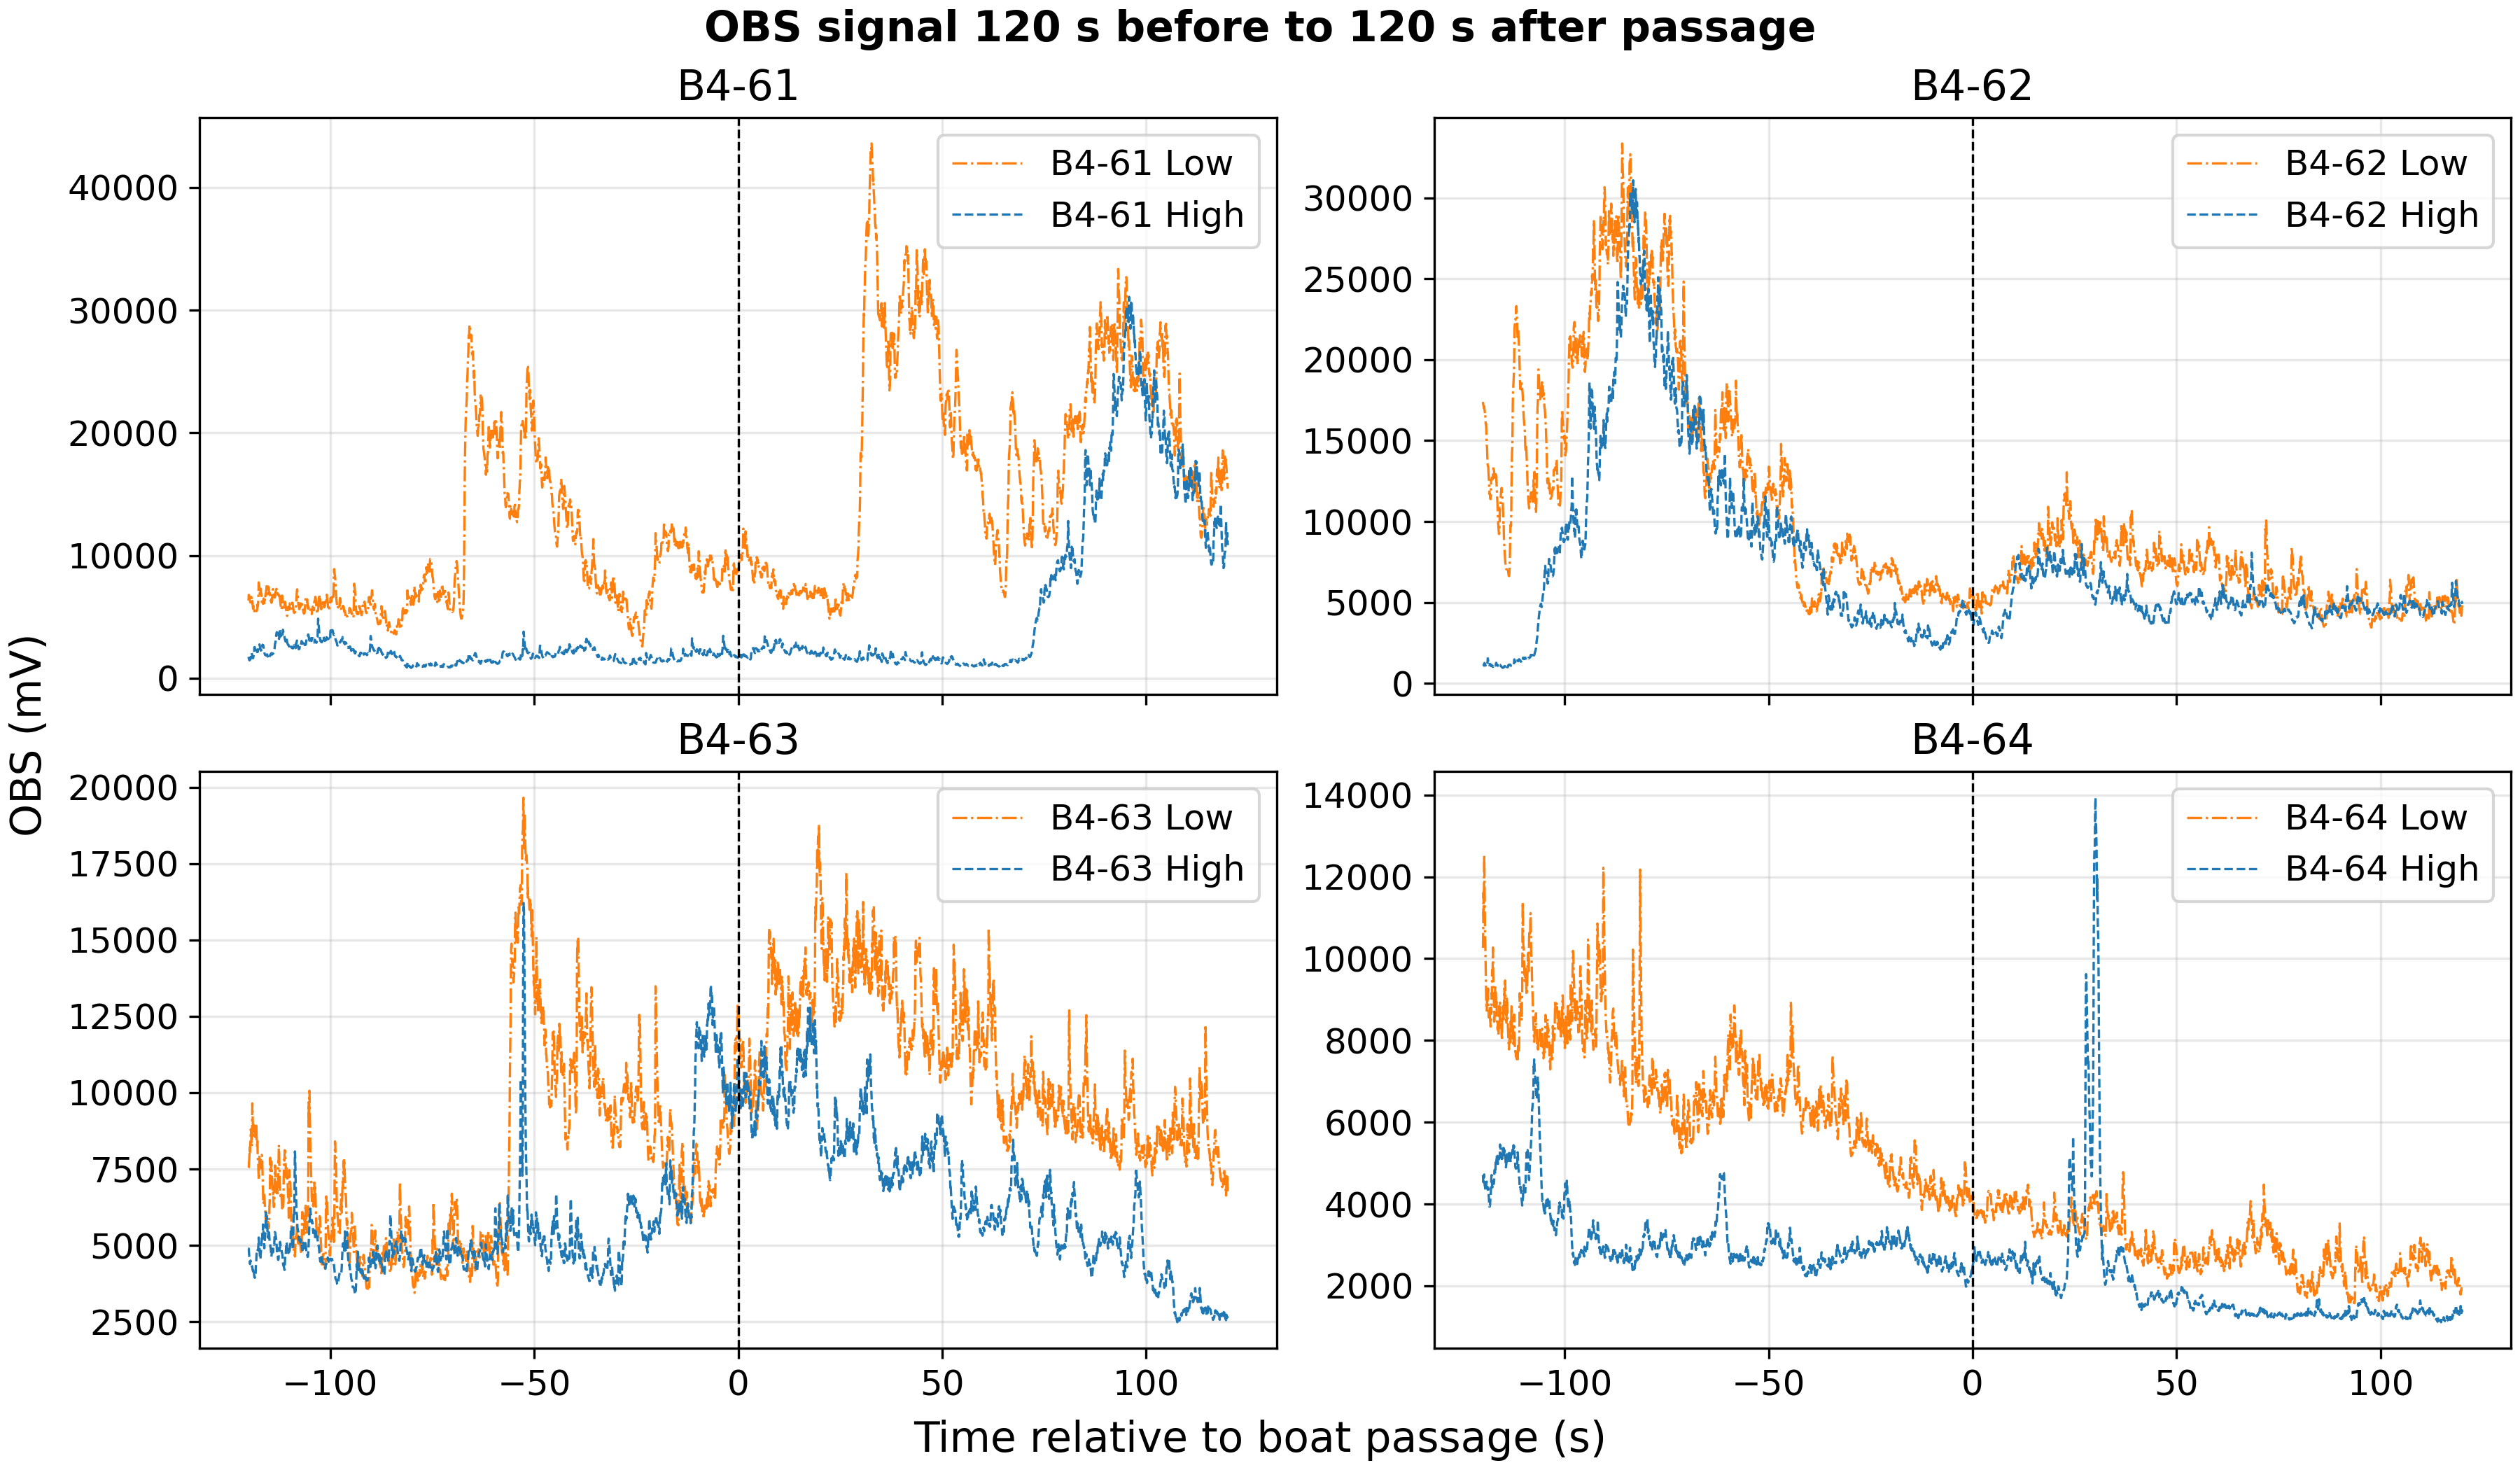 OBS signal 120 s before to 120 s after passage
B4-61
B4-61 Low
B4-61 High
40000
30000
20000
10000
0
B4-62
B4-62 Low
B4-62 High
30000
25000
20000
15000
10000
5000
0
OBS (mV)
B4-63
B4-63 Low
B4-63 High
20000
17500
15000
12500
10000
7500
5000
2500
−100
−50
0
50
100
B4-64
B4-64 Low
B4-64 High
14000
12000
10000
8000
6000
4000
2000
−100
−50
0
50
100
Time relative to boat passage (s)